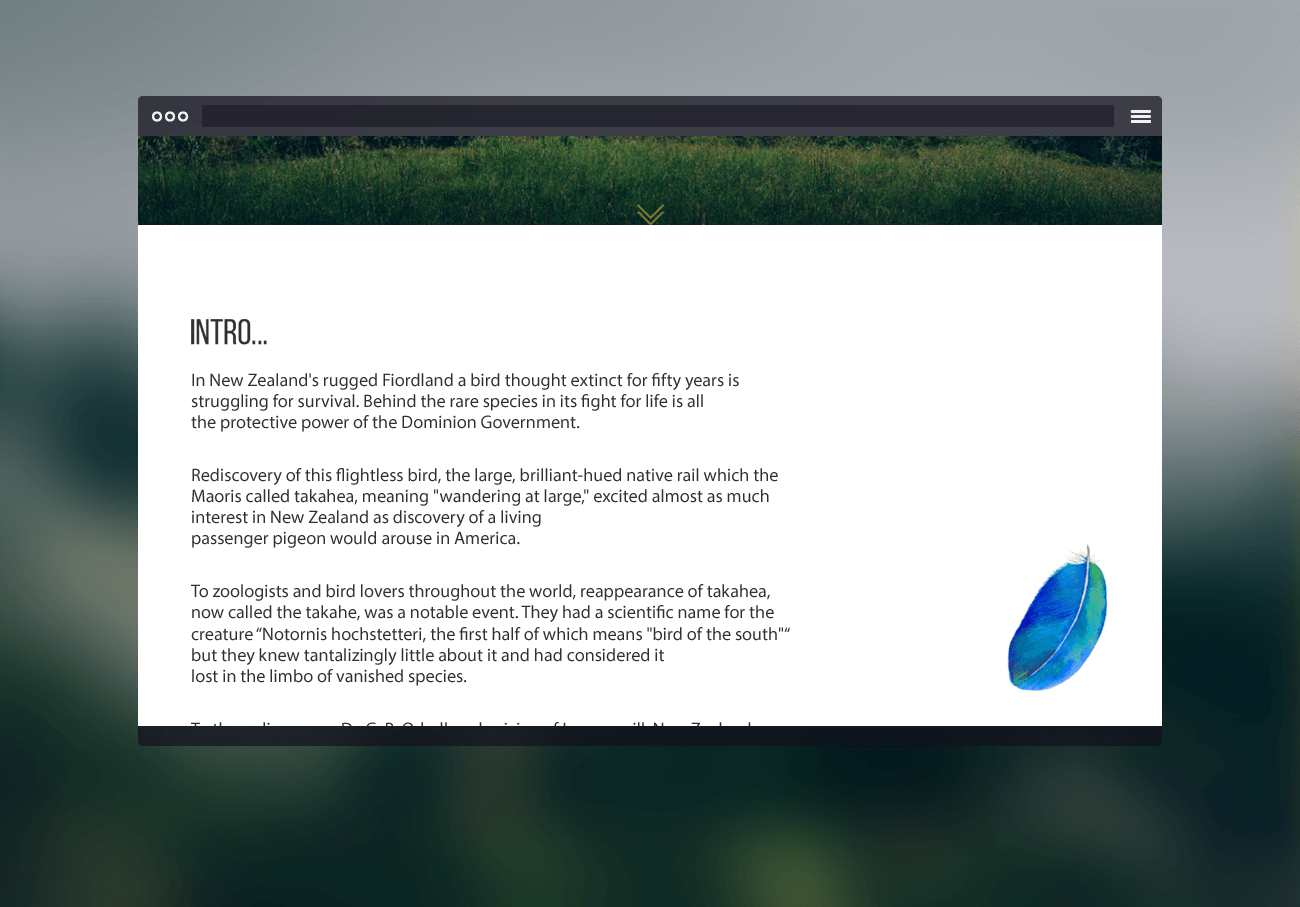 INTRO...
In New Zealand's rugged Fiordland a bird thought extinct for fifty years is
struggling for survival. Behind the rare species in its fight for life is all
the protective power of the Dominion Government.
Rediscovery of this flightless bird, the large, brilliant-hued native rail which the
Maoris called takahea, meaning "wandering at large," excited almost as much
interest in New Zealand as discovery of a living
passenger pigeon would arouse in America.
To zoologists and bird lovers throughout the world, reappearance of takahea,
now called the takahe, was a notable event. They had a scientific name for the
creature “Notornis hochstetteri, the first half of which means "bird of the south"“
but they knew tantalizingly little about it and had considered it
lost in the limbo of vanished species.